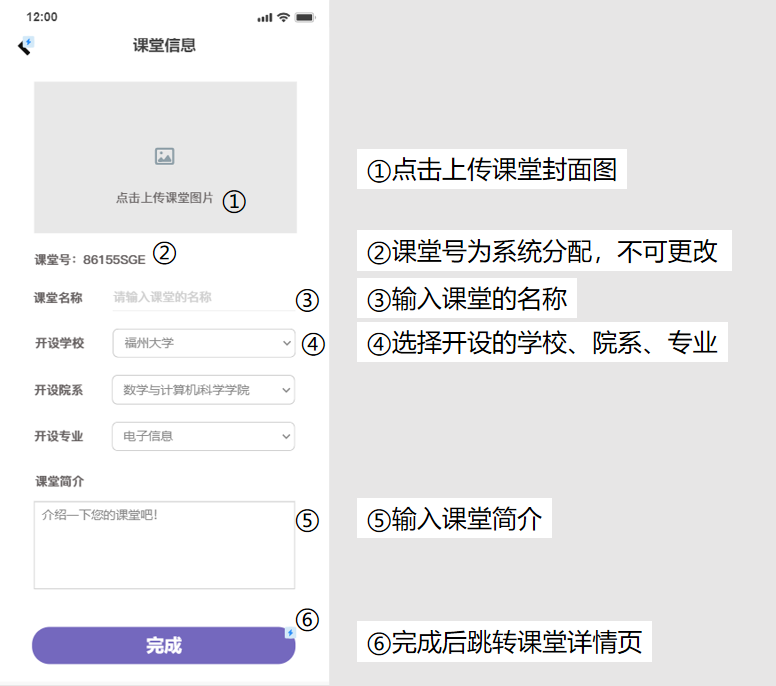 12:00
课堂信息
点击上传课堂图片 ①
①点击上传课堂封面图
课堂号：86155SGE ②
②课堂号为系统分配，不可更改
课堂名称 请输入课堂的名称 ③
③输入课堂的名称
开设学校 福州大学 ④
④选择开设的学校、院系、专业
开设院系 数学与计算机/科学学院
开设专业 电子信息
课堂简介
介绍一下您的课堂吧!
⑤
⑤输入课堂简介
⑥
完成
⑥完成后跳转课堂详情页